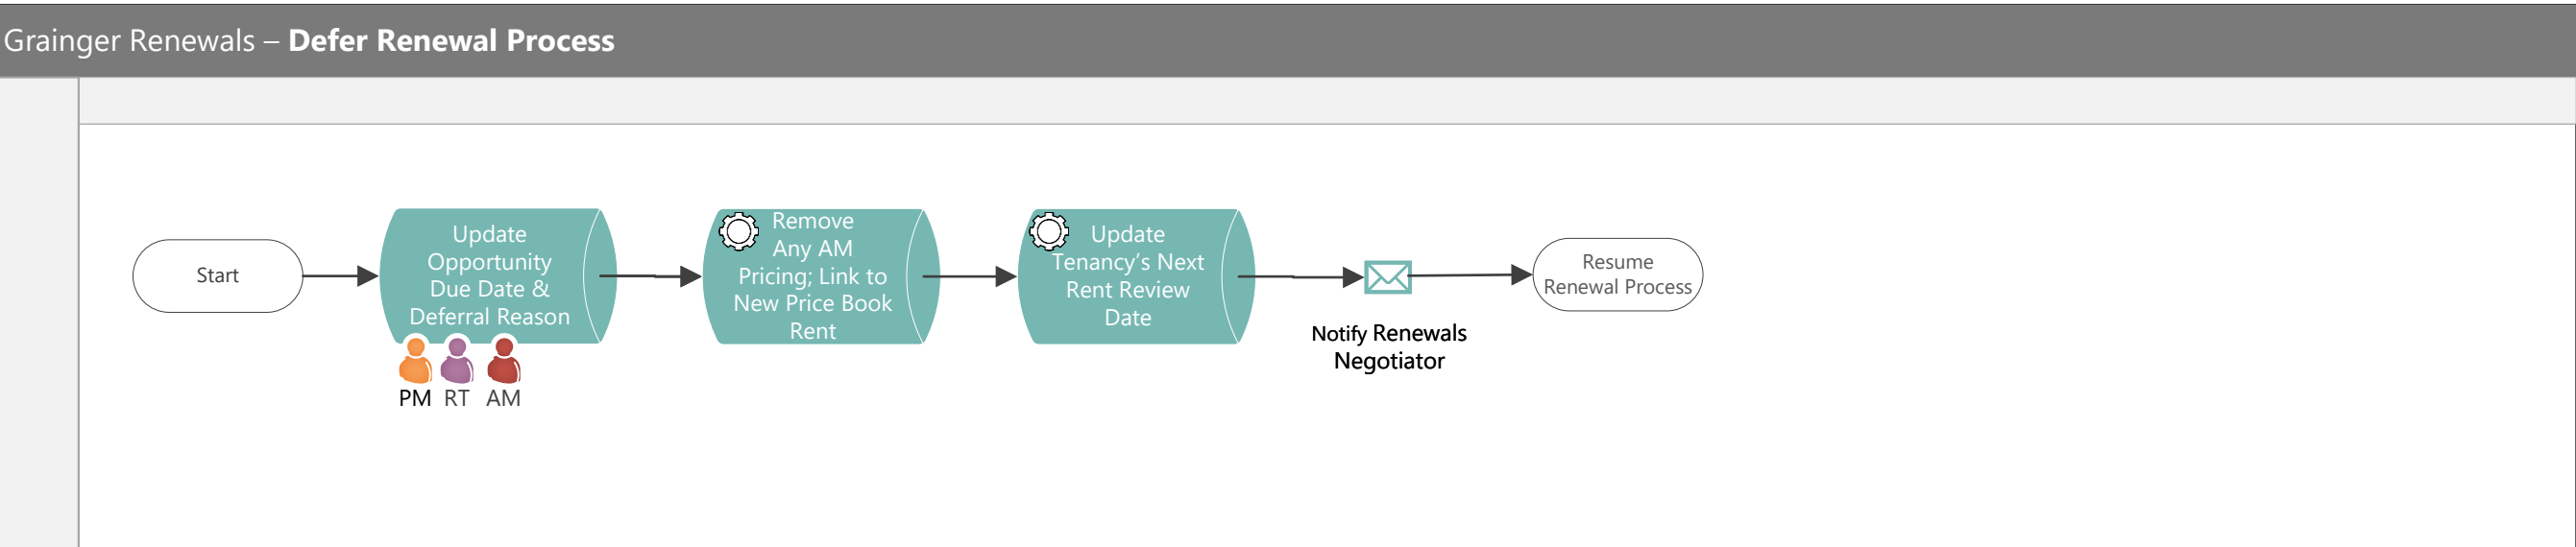 Grainger Renewals – Defer Renewal Process
Start
Update
Opportunity
Due Date &
Deferral Reason
PM RT AM
Remove
Any AM
Pricing; Link to
New Price Book
Rent
Update
Tenancy’s Next
Rent Review
Date
Notify Renewals
Negotiator
Resume
Renewal Process